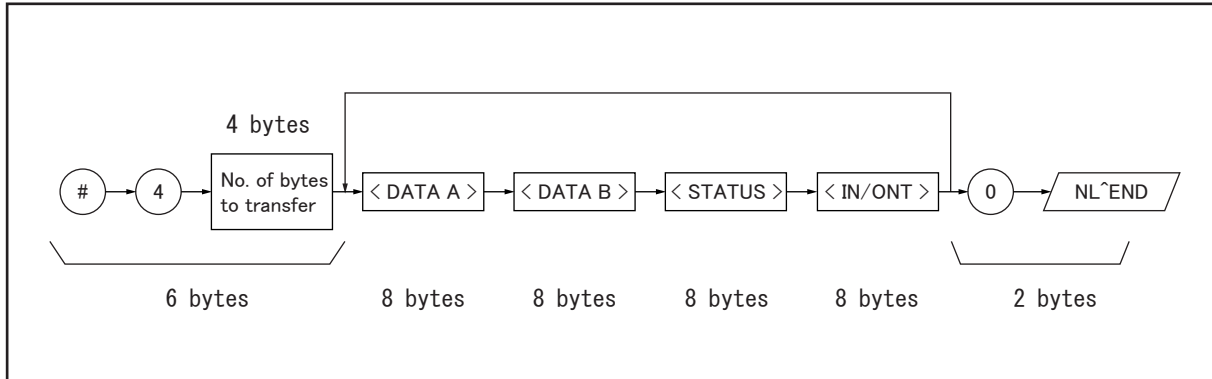 4 bytes
#
4
No. of bytes
to transfer
< DATA A >
< DATA B >
< STATUS >
< IN/ONT >
0
NL^END
6 bytes
8 bytes
8 bytes
8 bytes
8 bytes
2 bytes